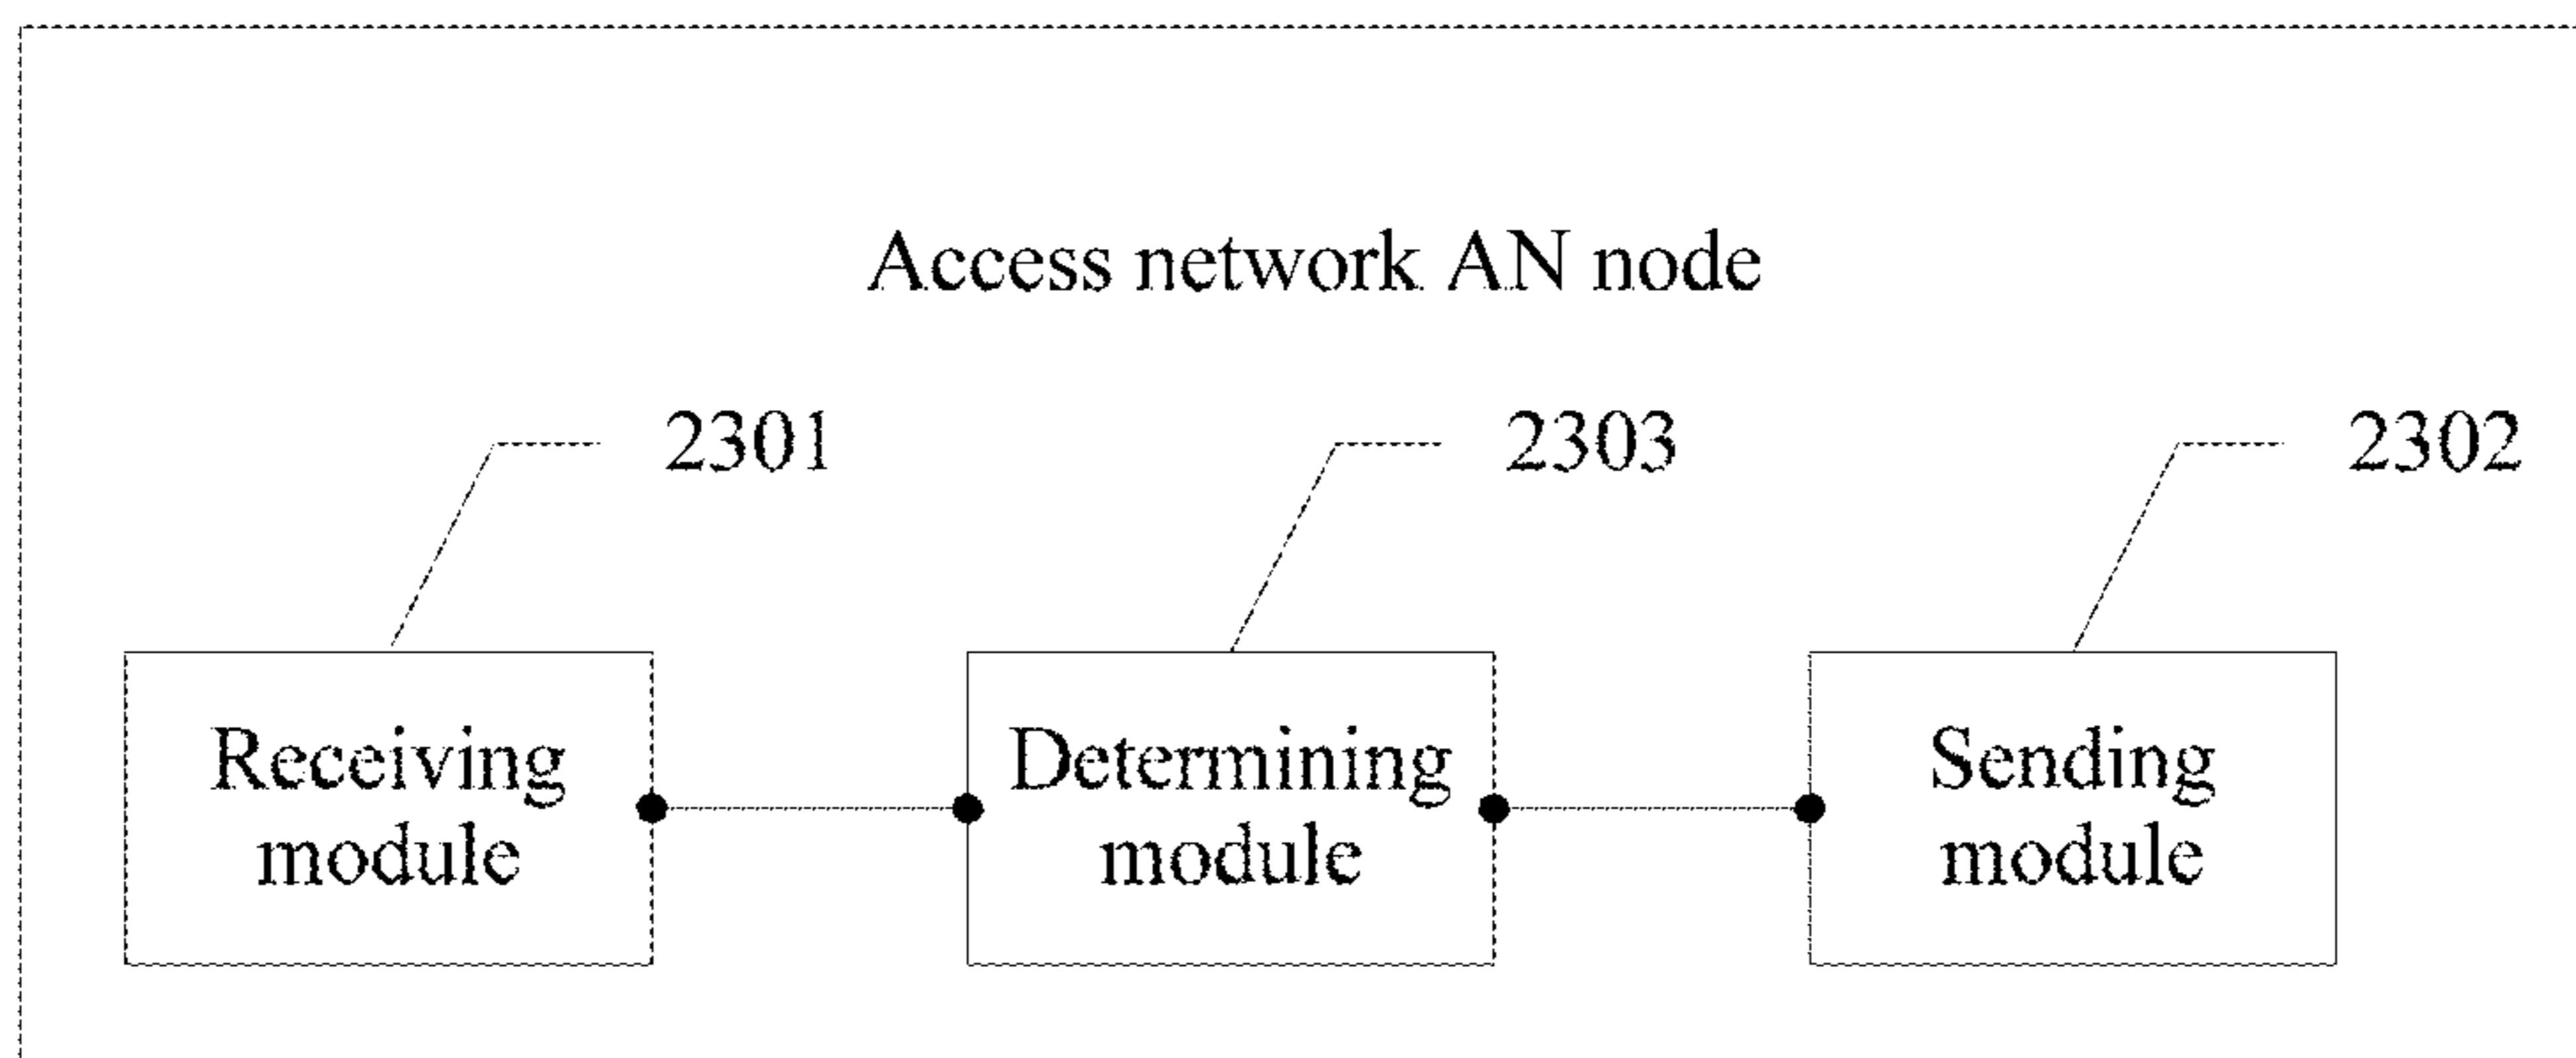 Access network AN node
2301
2303
2302
Receiving
module
Determining
module
Sending
module